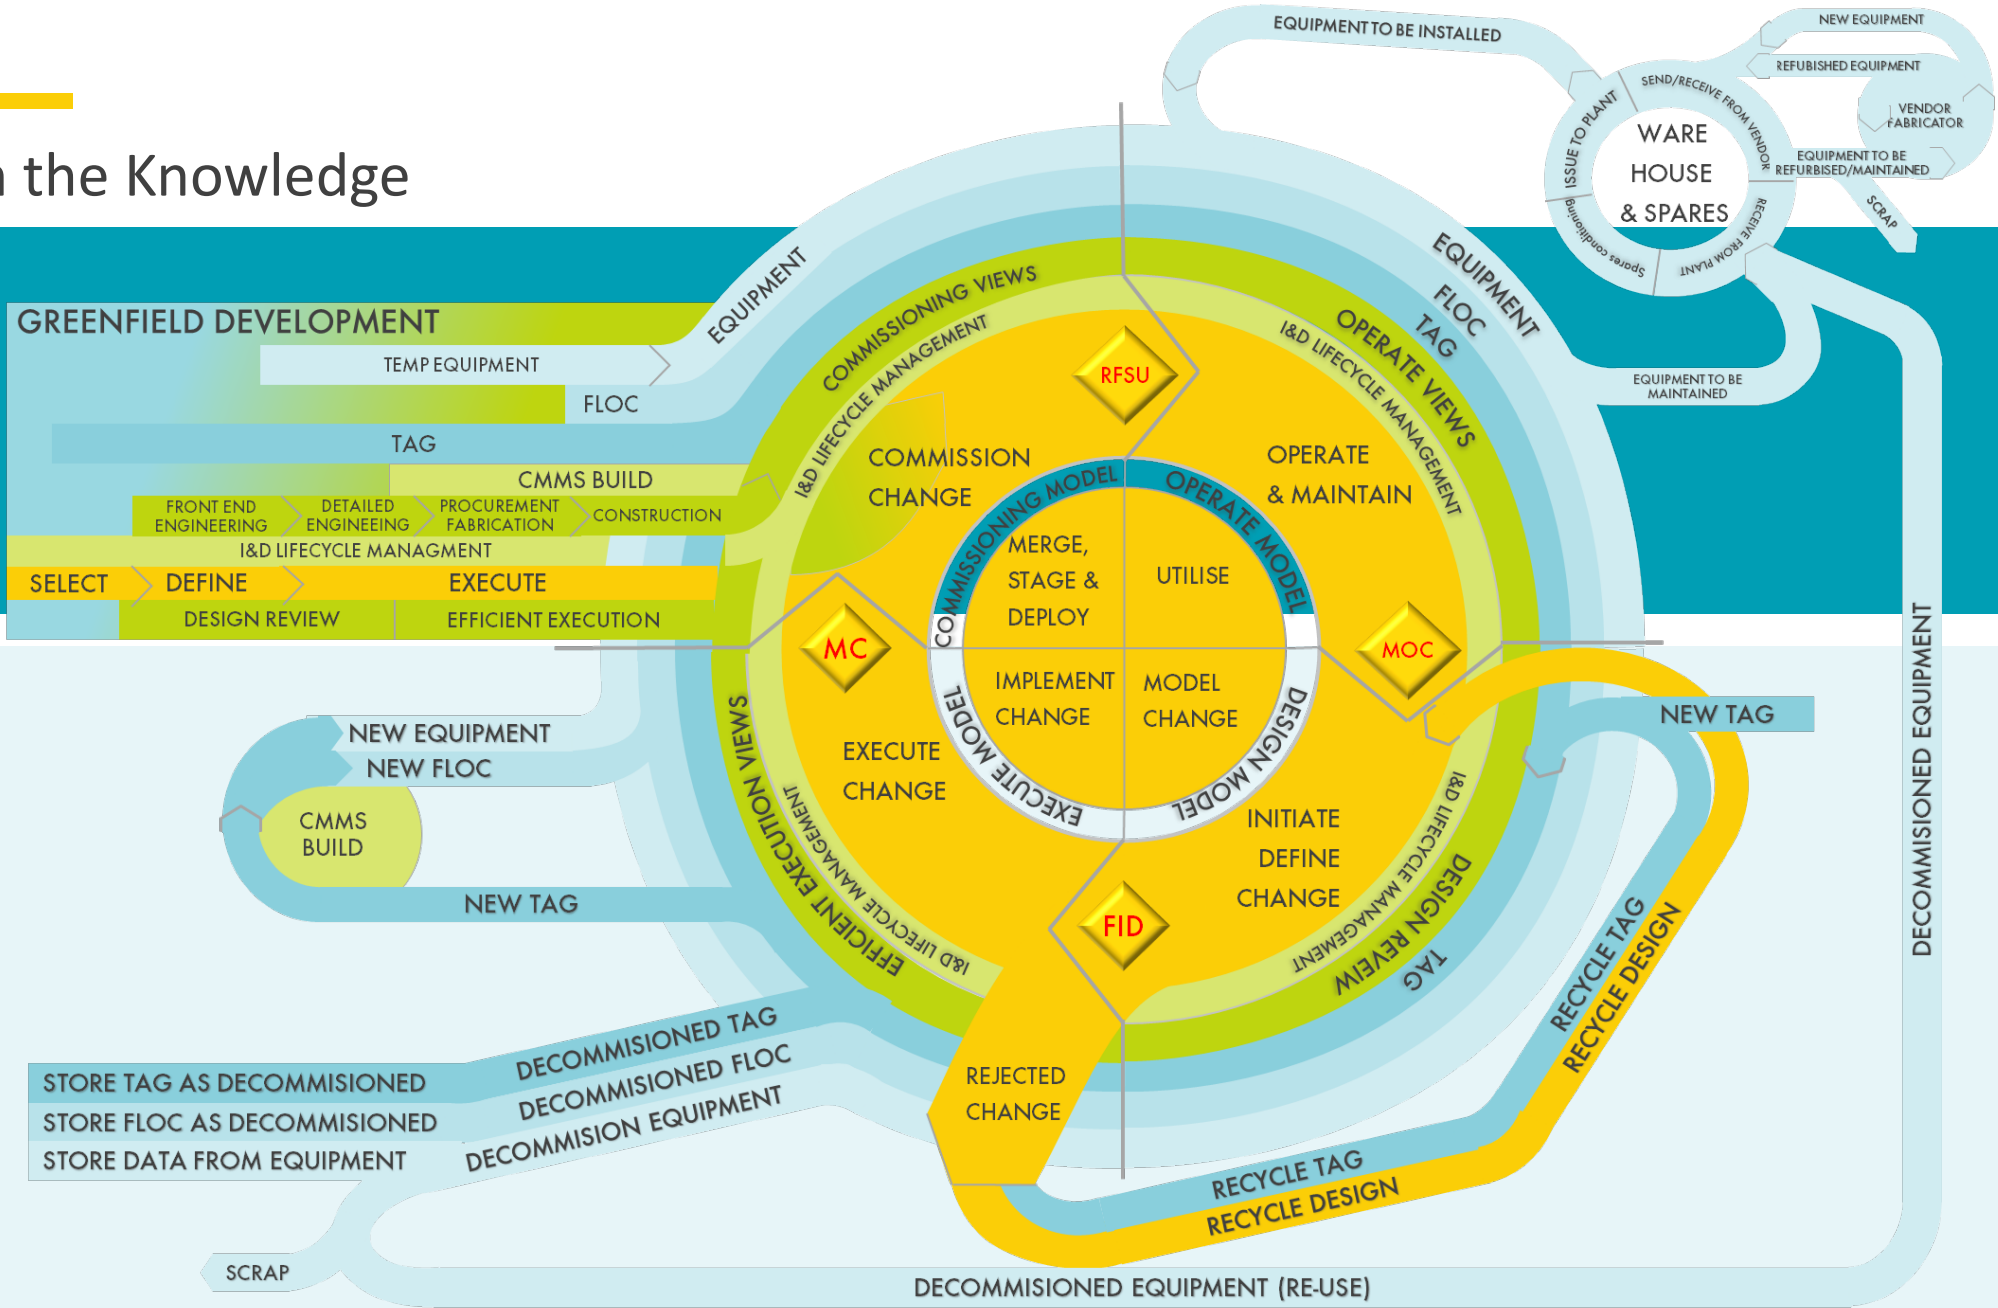 the Knowledge
GREENFIELD DEVELOPMENT
TEMP EQUIPMENT
FLOC
TAG
CMMS BUILD
FRONT END
ENGINEERING
DETAILED
ENGINEEING
PROCUREMENT
FABRICATION
CONSTRUCTION
I&D LIFECYCLE MANAGMENT
SELECT
DEFINE
EXECUTE
DESIGN REVIEW
EFFICIENT EXECUTION
EQUIPMENT
COMMISSIONING VIEWS
I&D LIFECYCLE MANAGEMENT
COMMISSION
CHANGE
RFSU
EQUIPMENT
FLOC
TAG
OPERATE VIEWS
I&D LIFECYCLE MANAGEMENT
OPERATE
& MAINTAIN
COMMISSIONING MODEL
OPERATE MODEL
MERGE,
STAGE &
DEPLOY
UTILISE
MC
MOC
IMPLEMENT
CHANGE
MODEL
CHANGE
EXECUTE MODEL
DESIGN MODEL
EXECUTE
CHANGE
INITIATE
DEFINE
CHANGE
FID
EFFICIENT EXECUTION VIEWS
I&D LIFECYCLE MANAGEMENT
I&D LIFECYCLE MANAGEMENT
DESIGN REVEIW
TAG
REJECTED
CHANGE
EQUIPMENT TO BE INSTALLED
NEW EQUIPMENT
REFUBISHED EQUIPMENT
VENDOR
FABRICATOR
EQUIPMENT TO BE
REFURBISED/MAINTAINED
SCRAP
SEND/RECEIVE FROM VENDOR
ISSUE TO PLANT
Spares conditioning
RECEIVE FROM PLANT
WARE
HOUSE
& SPARES
EQUIPMENT TO BE
MAINTAINED
DECOMMISIONED EQUIPMENT
NEW TAG
RECYCLE TAG
RECYCLE DESIGN
NEW EQUIPMENT
NEW FLOC
CMMS
BUILD
NEW TAG
DECOMMISIONED TAG
DECOMMISIONED FLOC
DECOMMISION EQUIPMENT
STORE TAG AS DECOMMISIONED
STORE FLOC AS DECOMMISIONED
STORE DATA FROM EQUIPMENT
RECYCLE TAG
RECYCLE DESIGN
SCRAP
DECOMMISIONED EQUIPMENT (RE-USE)